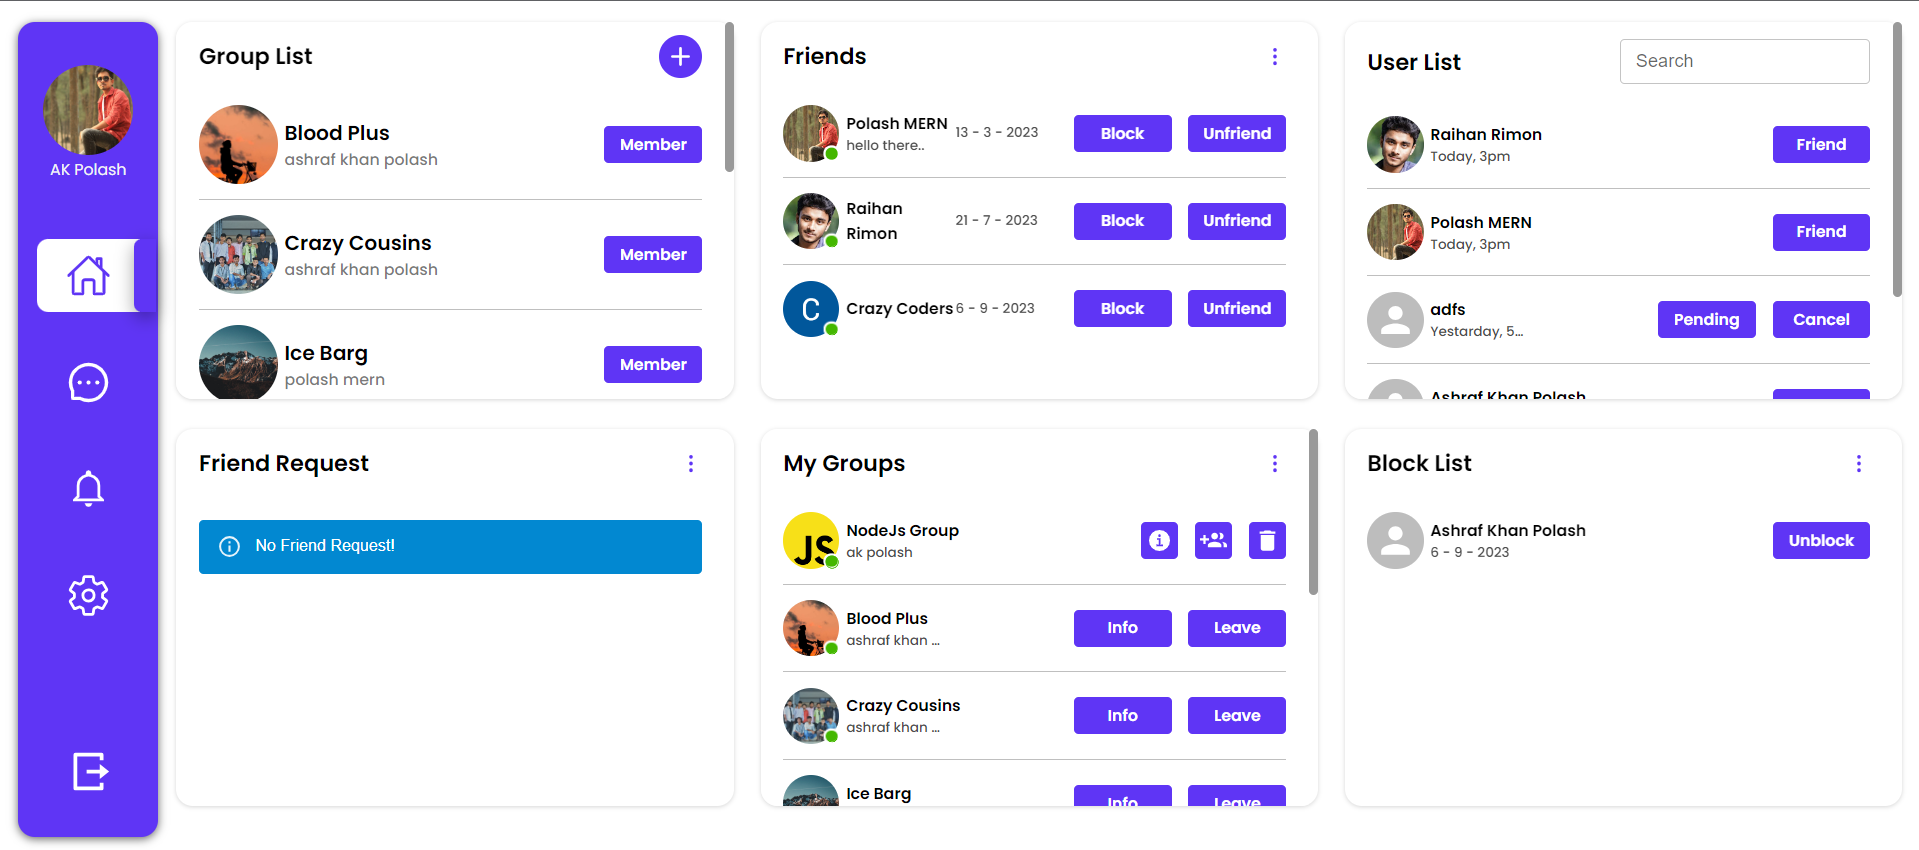 AK Polash
Group List
Blood Plus
ashraf khan polash
Member
Crazy Cousins
ashraf khan polash
Member
Ice Barg
polash mern
Member
Friends
Polash MERN
hello there..
13 - 3 - 2023
Block
Unfriend
Raihan
Rimon
21 - 7 - 2023
Block
Unfriend
C
Crazy Coders
6 - 9 - 2023
Block
Unfriend
User List
Search
Raihan Rimon
Today, 3pm
Friend
Polash MERN
Today, 3pm
Friend
adfs
Yestarday, 5...
Pending
Cancel
Ashraf Khan Polash
Friend Request
No Friend Request!
My Groups
JS
NodeJs Group
ak polash
Blood Plus
ashraf khan ...
Info
Leave
Crazy Cousins
ashraf khan ...
Info
Leave
Ice Barg
Info
Leave
Block List
Ashraf Khan Polash
6 - 9 - 2023
Unblock